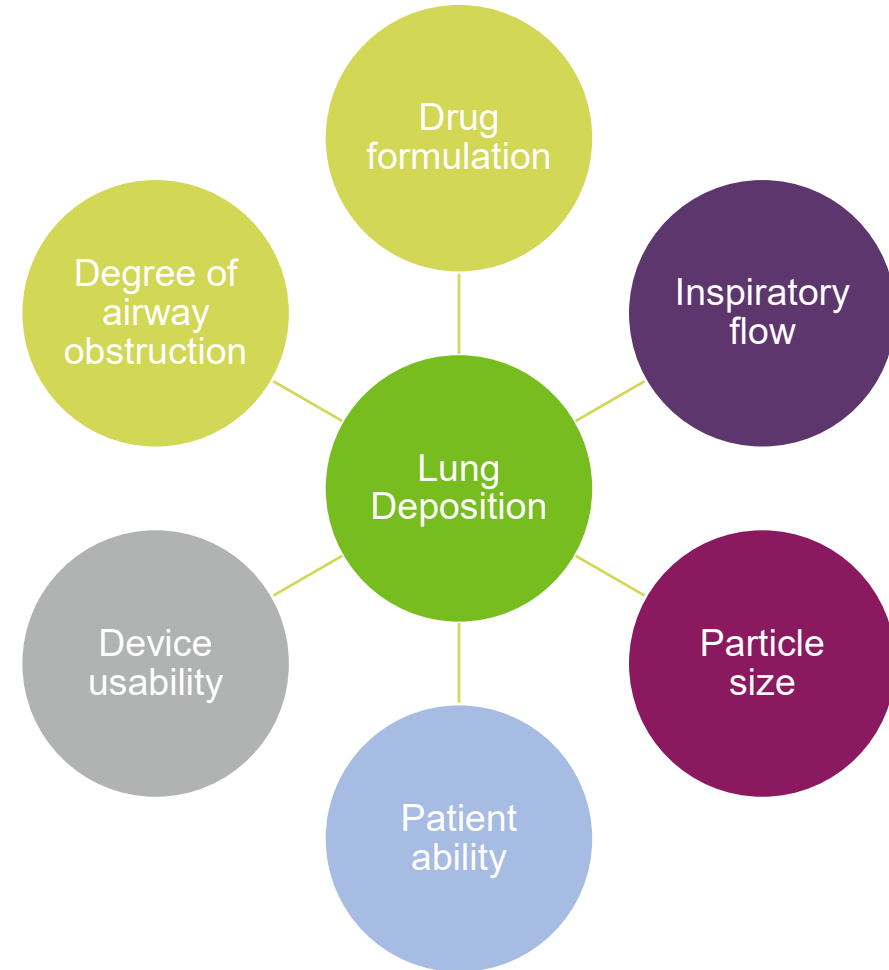 Drug
formulation
Degree of
airway
obstruction
Inspiratory
flow
Lung
Deposition
Device
usability
Particle
size
Patient
ability